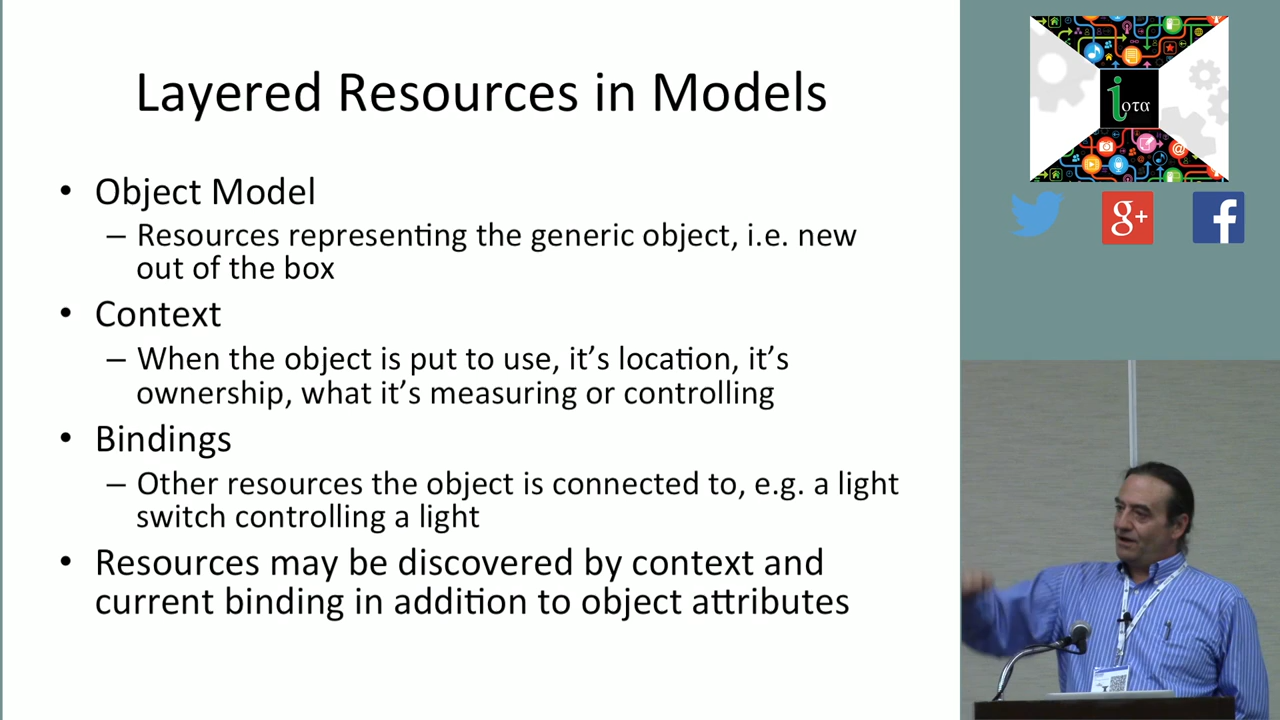 Layered Resources in Models
• Object Model
– Resources representing the generic object, i.e. new
out of the box
• Context
– When the object is put to use, it's location, it's
ownership, what it's measuring or controlling
• Bindings
– Other resources the object is connected to, e.g. a light
switch controlling a light
• Resources may be discovered by context and
current binding in addition to object attributes
iοτα
g+
f